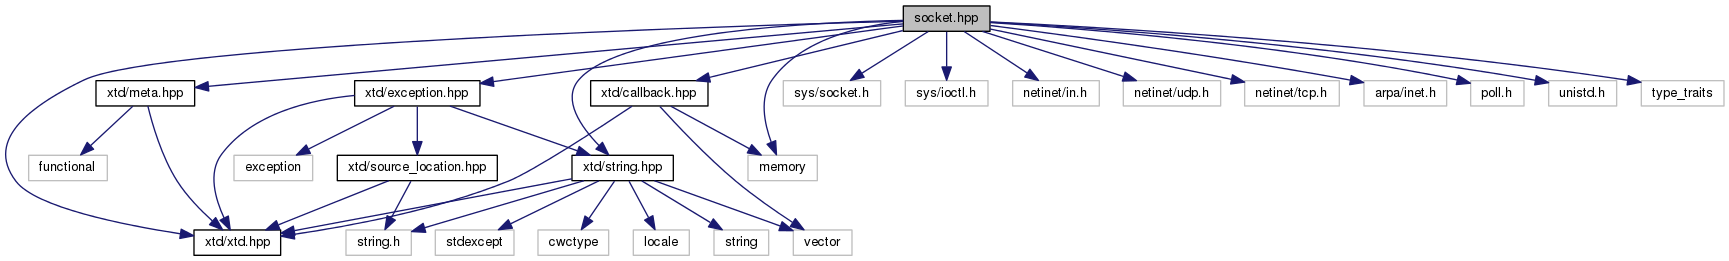 socket.hpp
xtd/meta.hpp
xtd/exception.hpp
xtd/callback.hpp
sys/socket.h
sys/ioctl.h
netinet/in.h
netinet/udp.h
netinet/tcp.h
arpa/inet.h
poll.h
unistd.h
type_traits
functional
exception
xtd/source_location.hpp
xtd/string.hpp
memory
xtd/xtd.hpp
string.h
stdexcept
cwctype
locale
string
vector